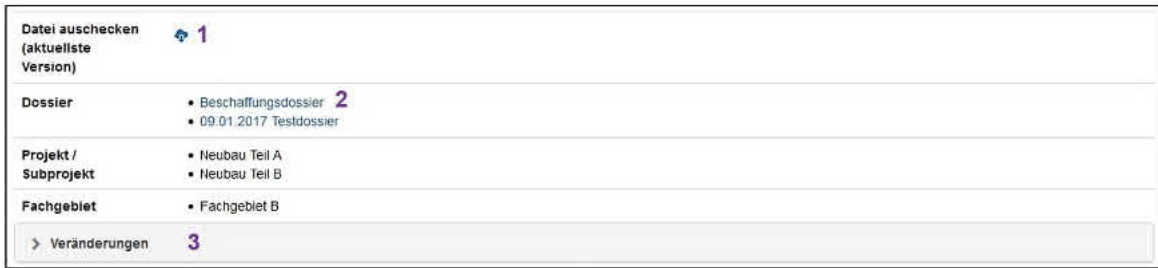 Datei auschecken
(aktuellste
Version)
1
Dossier
• Beschaffungsdossier 2
• 09.01.2017 Testdossier
Projekt /
Subprojekt
• Neubau Teil A
• Neubau Teil B
Fachgebiet
• Fachgebiet B
> Veränderungen 3